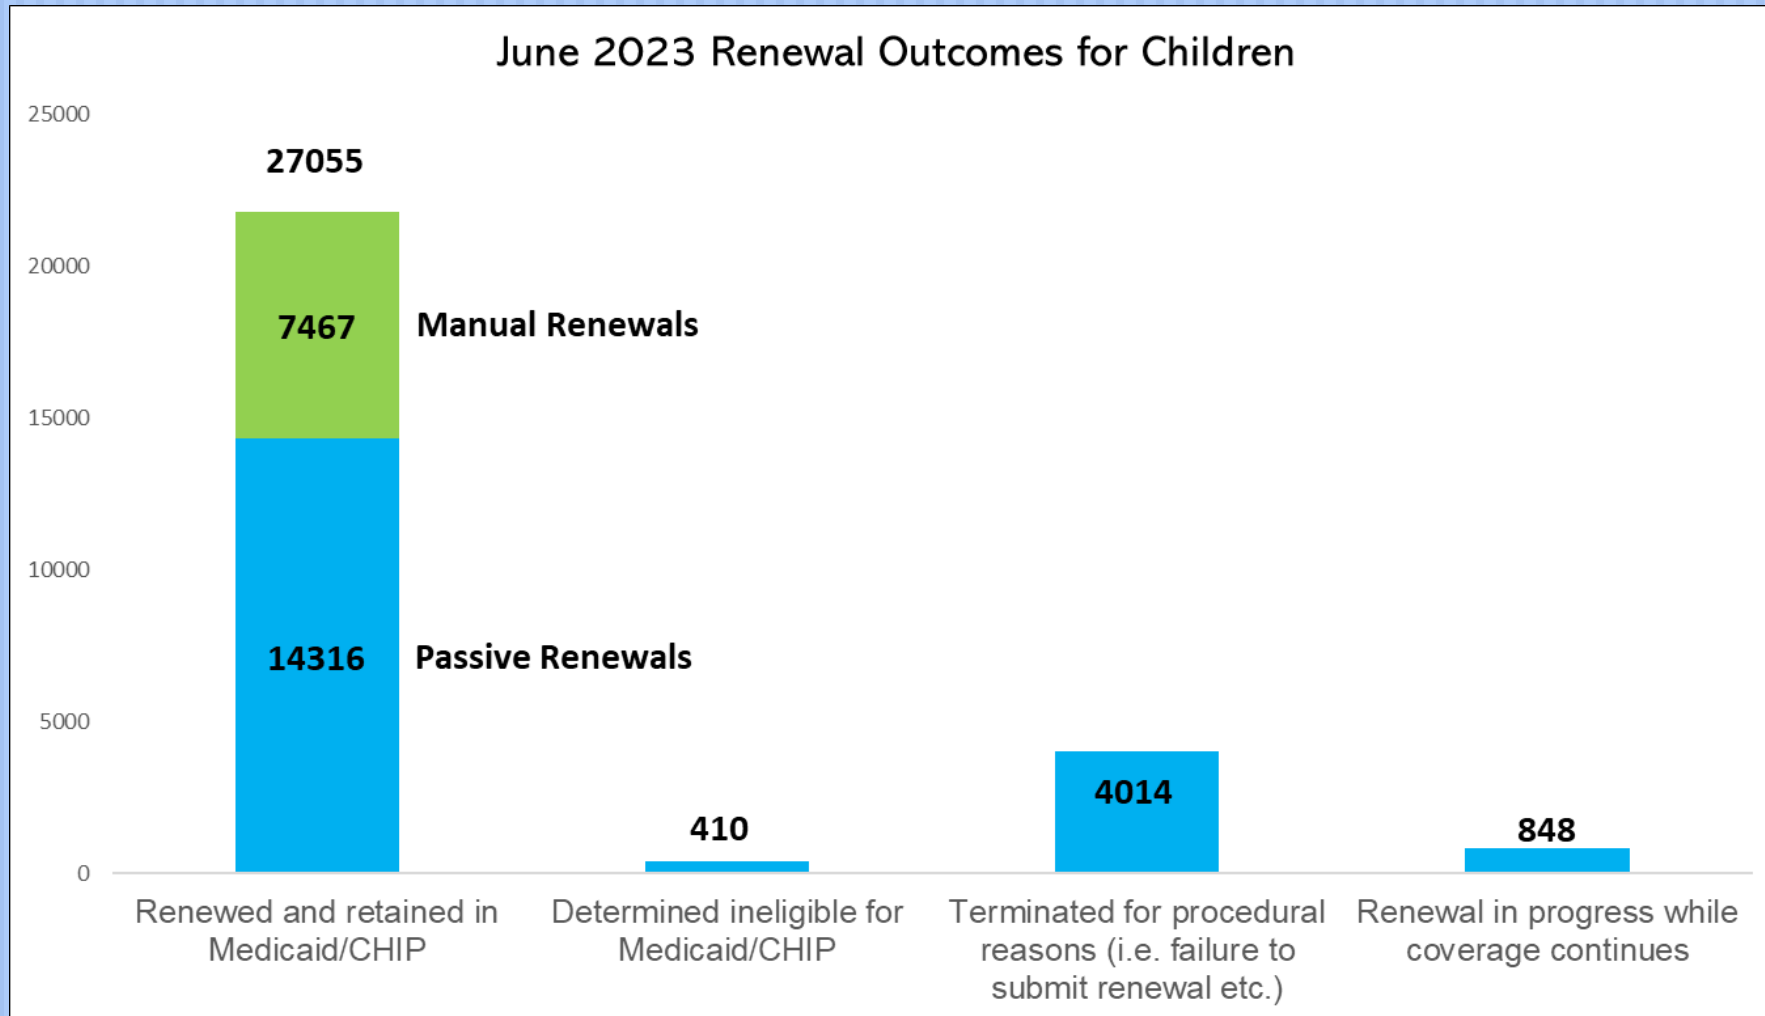 June 2023 Renewal Outcomes for Children
25000
27055
20000
7467
Manual Renewals
15000
10000
14316
Passive Renewals
5000
4014
410
848
0
Renewed and retained in
Medicaid/CHIP
Determined ineligible for
Medicaid/CHIP
Terminated for procedural
reasons (i.e. failure to
submit renewal etc.)
Renewal in progress while
coverage continues